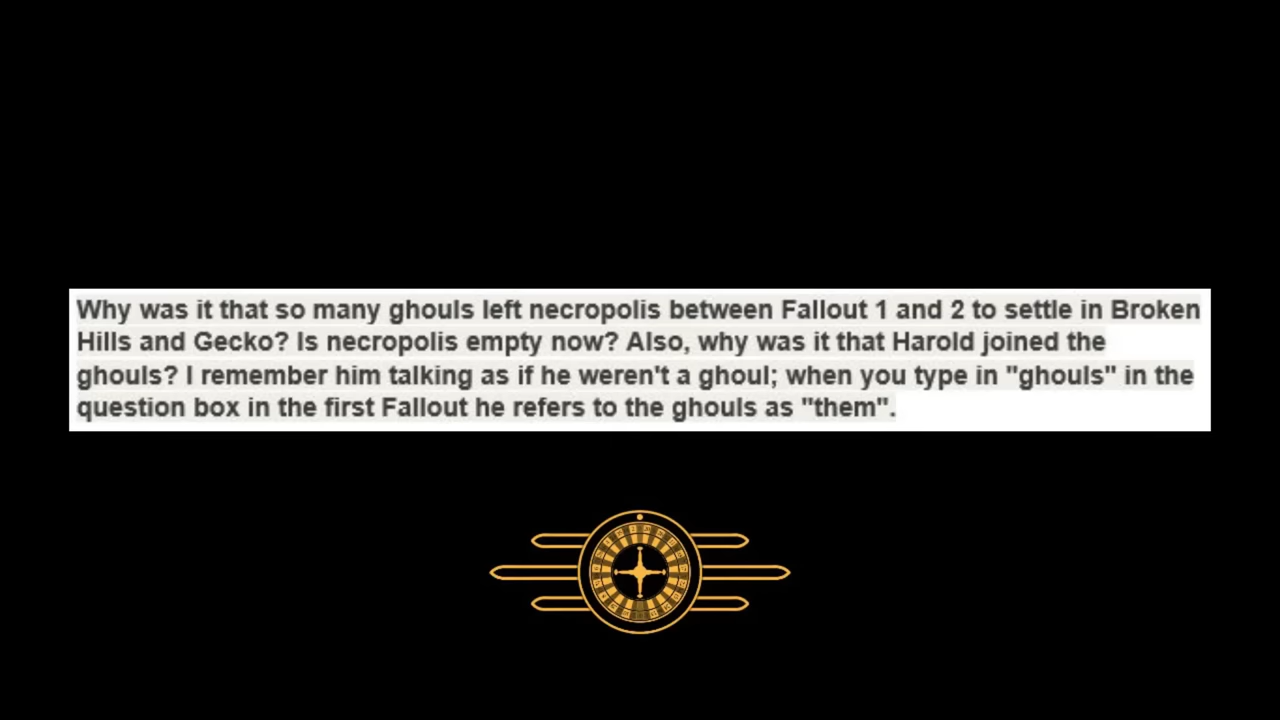 Why was it that so many ghouls left necropolis between Fallout 1 and 2 to settle in Broken
Hills and Gecko? Is necropolis empty now? Also, why was it that Harold joined the
ghouls? I remember him talking as if he weren't a ghoul; when you type in "ghouls" in the
question box in the first Fallout he refers to the ghouls as "them".